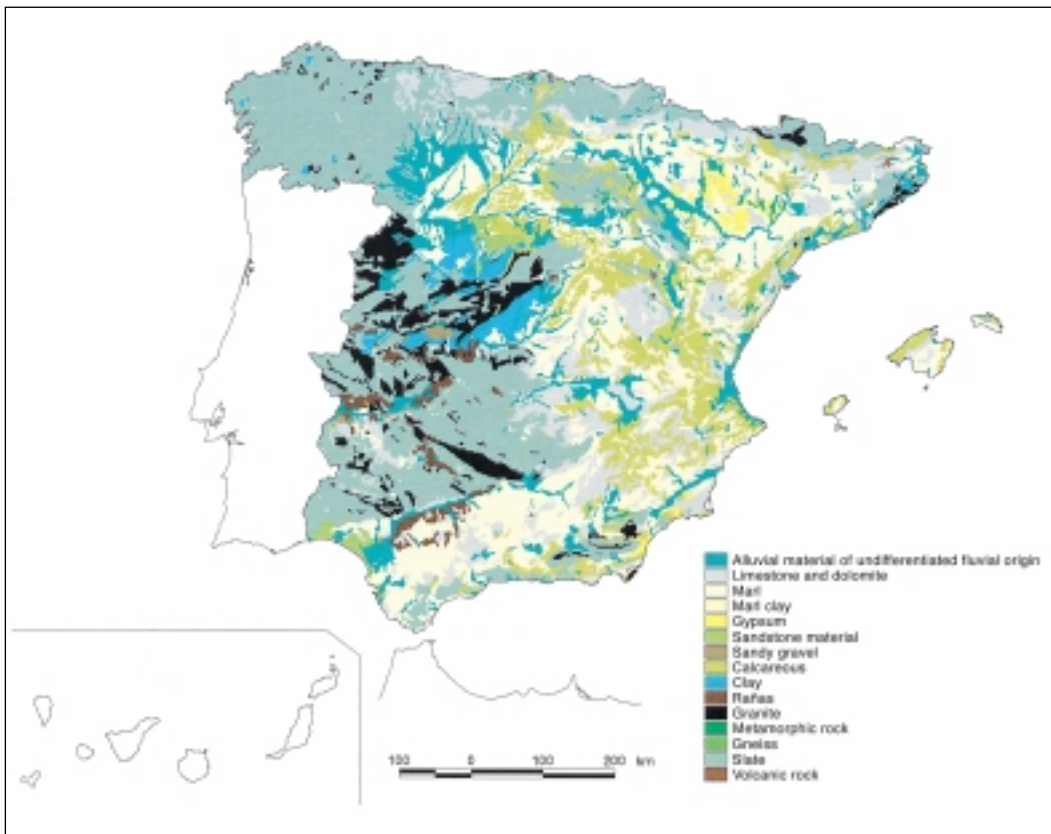 Alluvial material of undifferentiated fluvial origin
Limestone and dolomite
Marl
Marl clay
Gypsum
Sandstone material
Sandy gravel
Calcareous
Clay
Rañas
Granite
Metamorphic rock
Gneiss
Slate
Volcanic rock
100 0 100 200 km